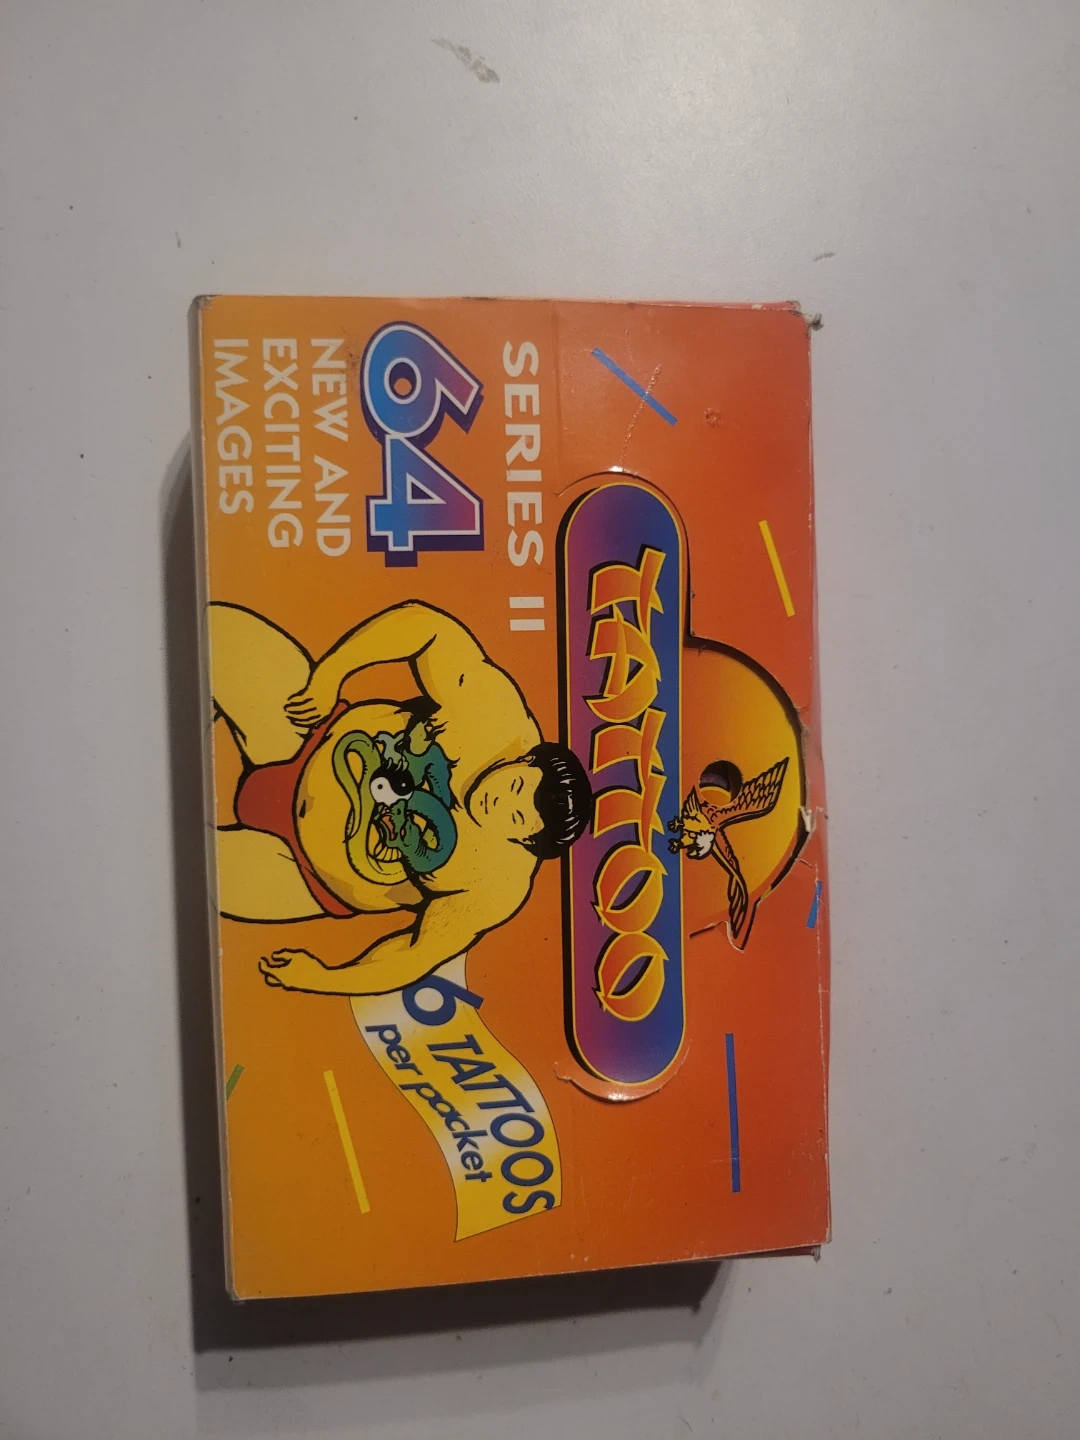 TATTOO
SERIES II
64
NEW AND
EXCITING
IMAGES
6 TATTOOS
per packet